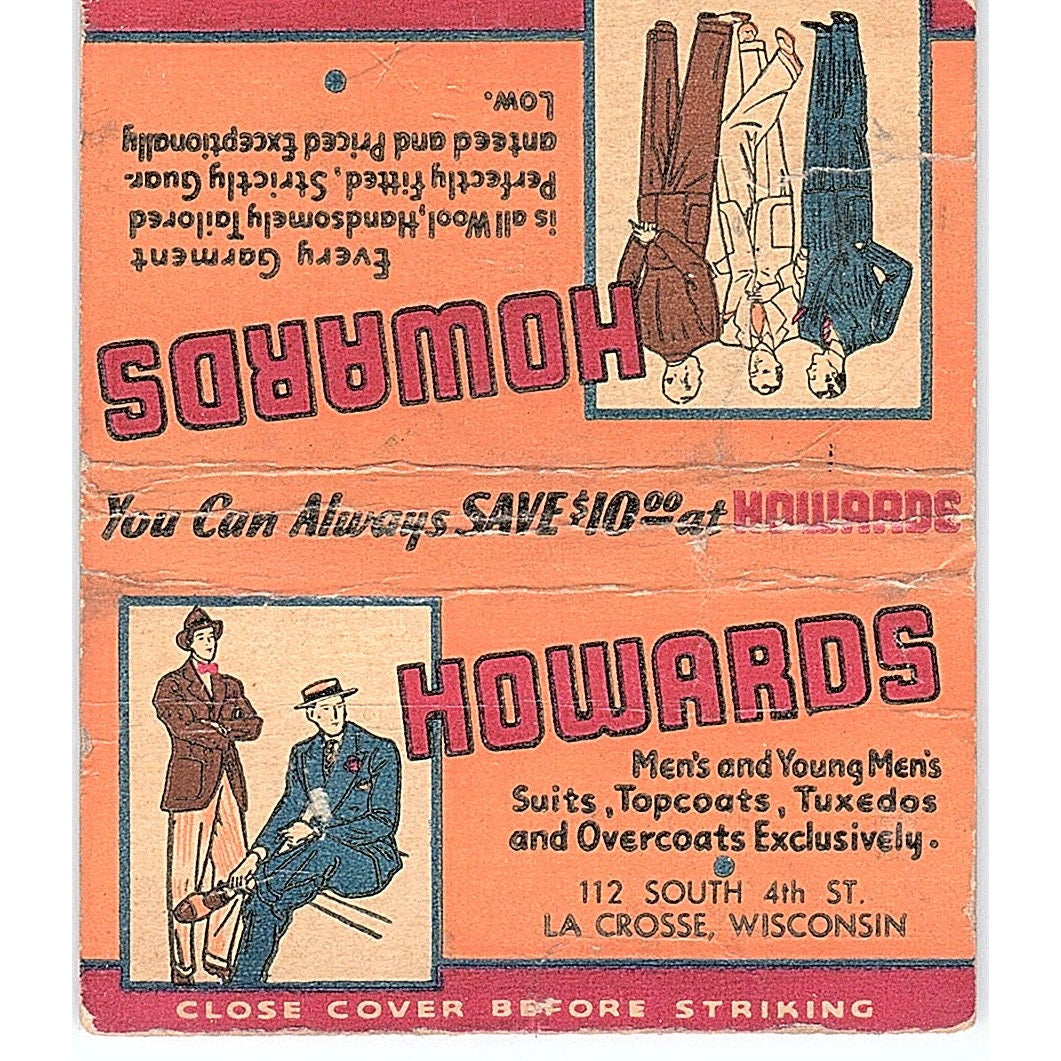 HOWARDS
Every Garment
is all Wool, Handsomely Tailored
Perfectly Fitted, Strictly Guar-
anteed and Priced Exceptionally
Low.
You Can Always SAVE $10.00 at HOWARDS
HOWARDS
Men's and Young Men's
Suits, Topcoats, Tuxedos
and Overcoats Exclusively.
112 SOUTH 4th ST.
LA CROSSE, WISCONSIN
CLOSE COVER BEFORE STRIKING